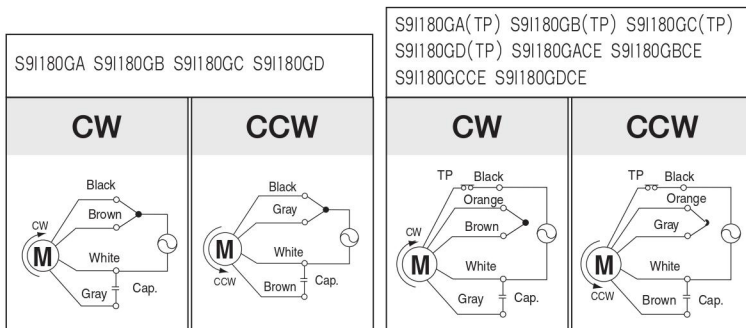 S9I180GA S9I180GB S9I180GC S9I180GD
CW
CCW
Black
Brown
CW
M
White
Gray
Cap.
Black
Gray
M
White
CCW
Brown
Cap.
S9I180GA(TP) S9I180GB(TP) S9I180GC(TP)
S9I180GD(TP) S9I180GACE S9I180GBCE
S9I180GCCE S9I180GDCE
CW
CCW
TP Black
Orange
CW
Brown
M
White
Gray
Cap.
TP Black
Orange
Gray
M
White
CCW
Brown
Cap.